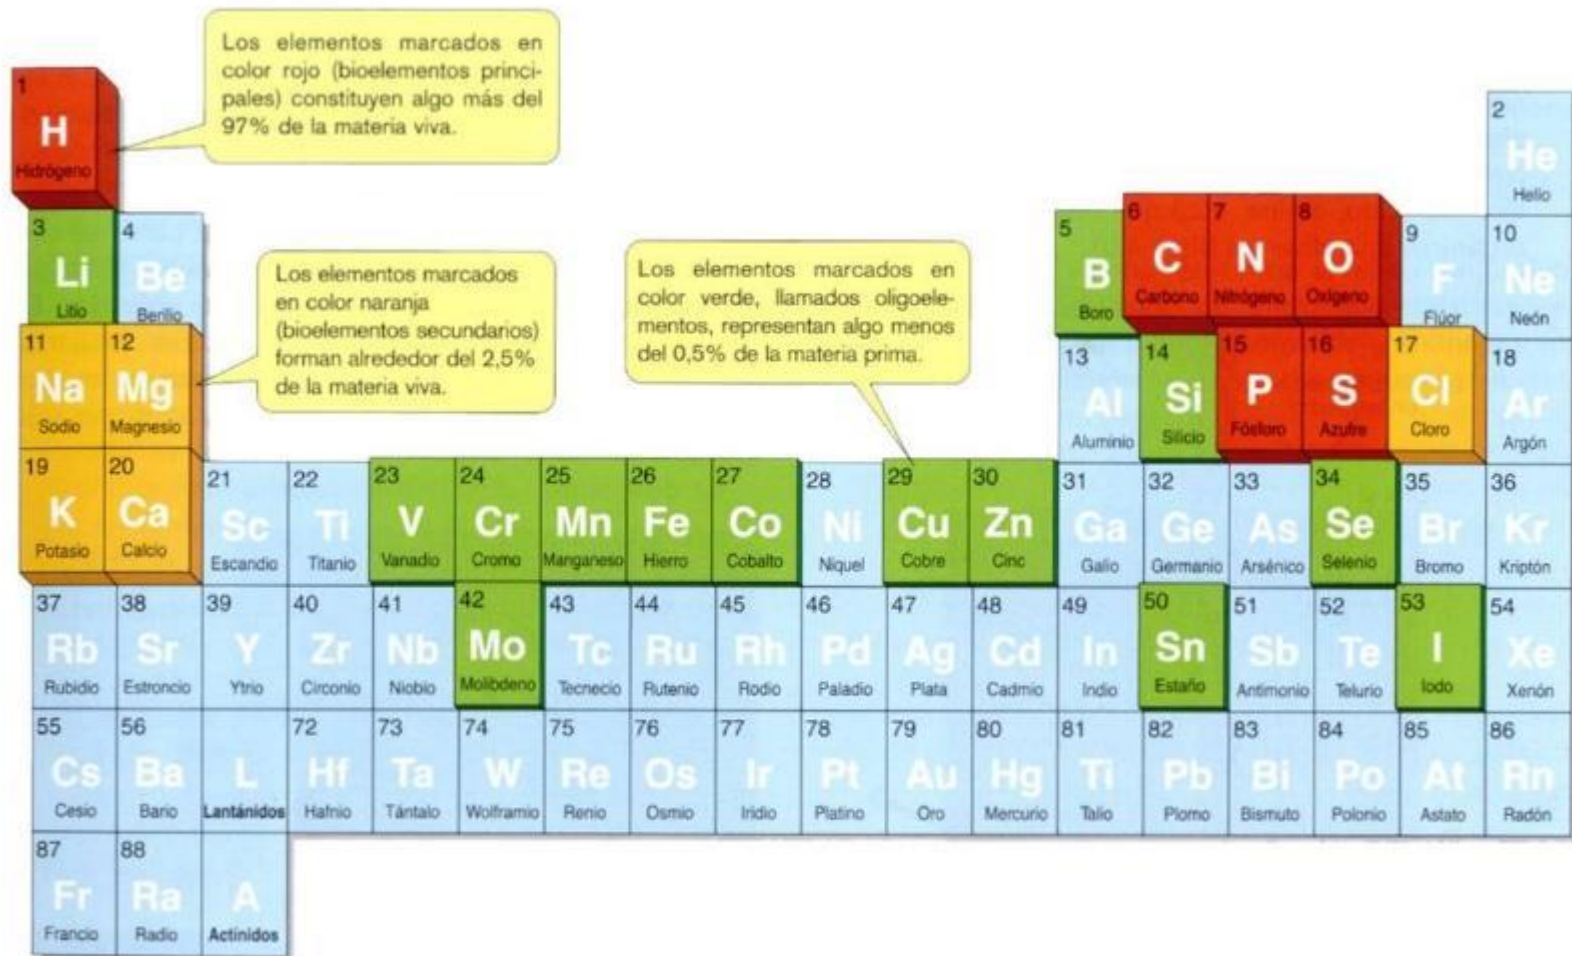 Los elementos marcados en
color rojo (bioelementos princi-
pales) constituyen algo más del
97% de la materia viva.
1
H
Hidrógeno
2
He
Helio
3
Li
Litio
4
Be
Berilio
Los elementos marcados
en color naranja
(bioelementos secundarios)
forman alrededor del 2,5%
de la materia viva.
Los elementos marcados en
color verde, llamados oligoele-
mentos, representan algo menos
del 0,5% de la materia prima.
5
B
Boro
6
C
Carbono
7
N
Nitrógeno
8
O
Oxígeno
9
F
Flúor
10
Ne
Neón
11
Na
Sodio
12
Mg
Magnesio
13
Al
Aluminio
14
Si
Silicio
15
P
Fósforo
16
S
Azufre
17
Cl
Cloro
18
Ar
Argón
19
K
Potasio
20
Ca
Calcio
21
Sc
Escandio
22
Ti
Titanio
23
V
Vanadio
24
Cr
Cromo
25
Mn
Manganeso
26
Fe
Hierro
27
Co
Cobalto
28
Ni
Níquel
29
Cu
Cobre
30
Zn
Cinc
31
Ga
Galio
32
Ge
Germanio
33
As
Arsénico
34
Se
Selenio
35
Br
Bromo
36
Kr
Kriptón
37
Rb
Rubidio
38
Sr
Estroncio
39
Y
Ytrio
40
Zr
Circonio
41
Nb
Niobio
42
Mo
Molibdeno
43
Tc
Tecnecio
44
Ru
Rutenio
45
Rh
Rodio
46
Pd
Paladio
47
Ag
Plata
48
Cd
Cadmio
49
In
Indio
50
Sn
Estaño
51
Sb
Antimonio
52
Te
Telurio
53
I
Iodo
54
Xe
Xenón
55
Cs
Cesio
56
Ba
Bario
L
Lantánidos
72
Hf
Hafnio
73
Ta
Tántalo
74
W
Wolframio
75
Re
Renio
76
Os
Osmio
77
Ir
Iridio
78
Pt
Platino
79
Au
Oro
80
Hg
Mercurio
81
Ti
Talio
82
Pb
Plomo
83
Bi
Bismuto
84
Po
Polonio
85
At
Astato
86
Rn
Radón
87
Fr
Francio
88
Ra
Radio
A
Actínidos